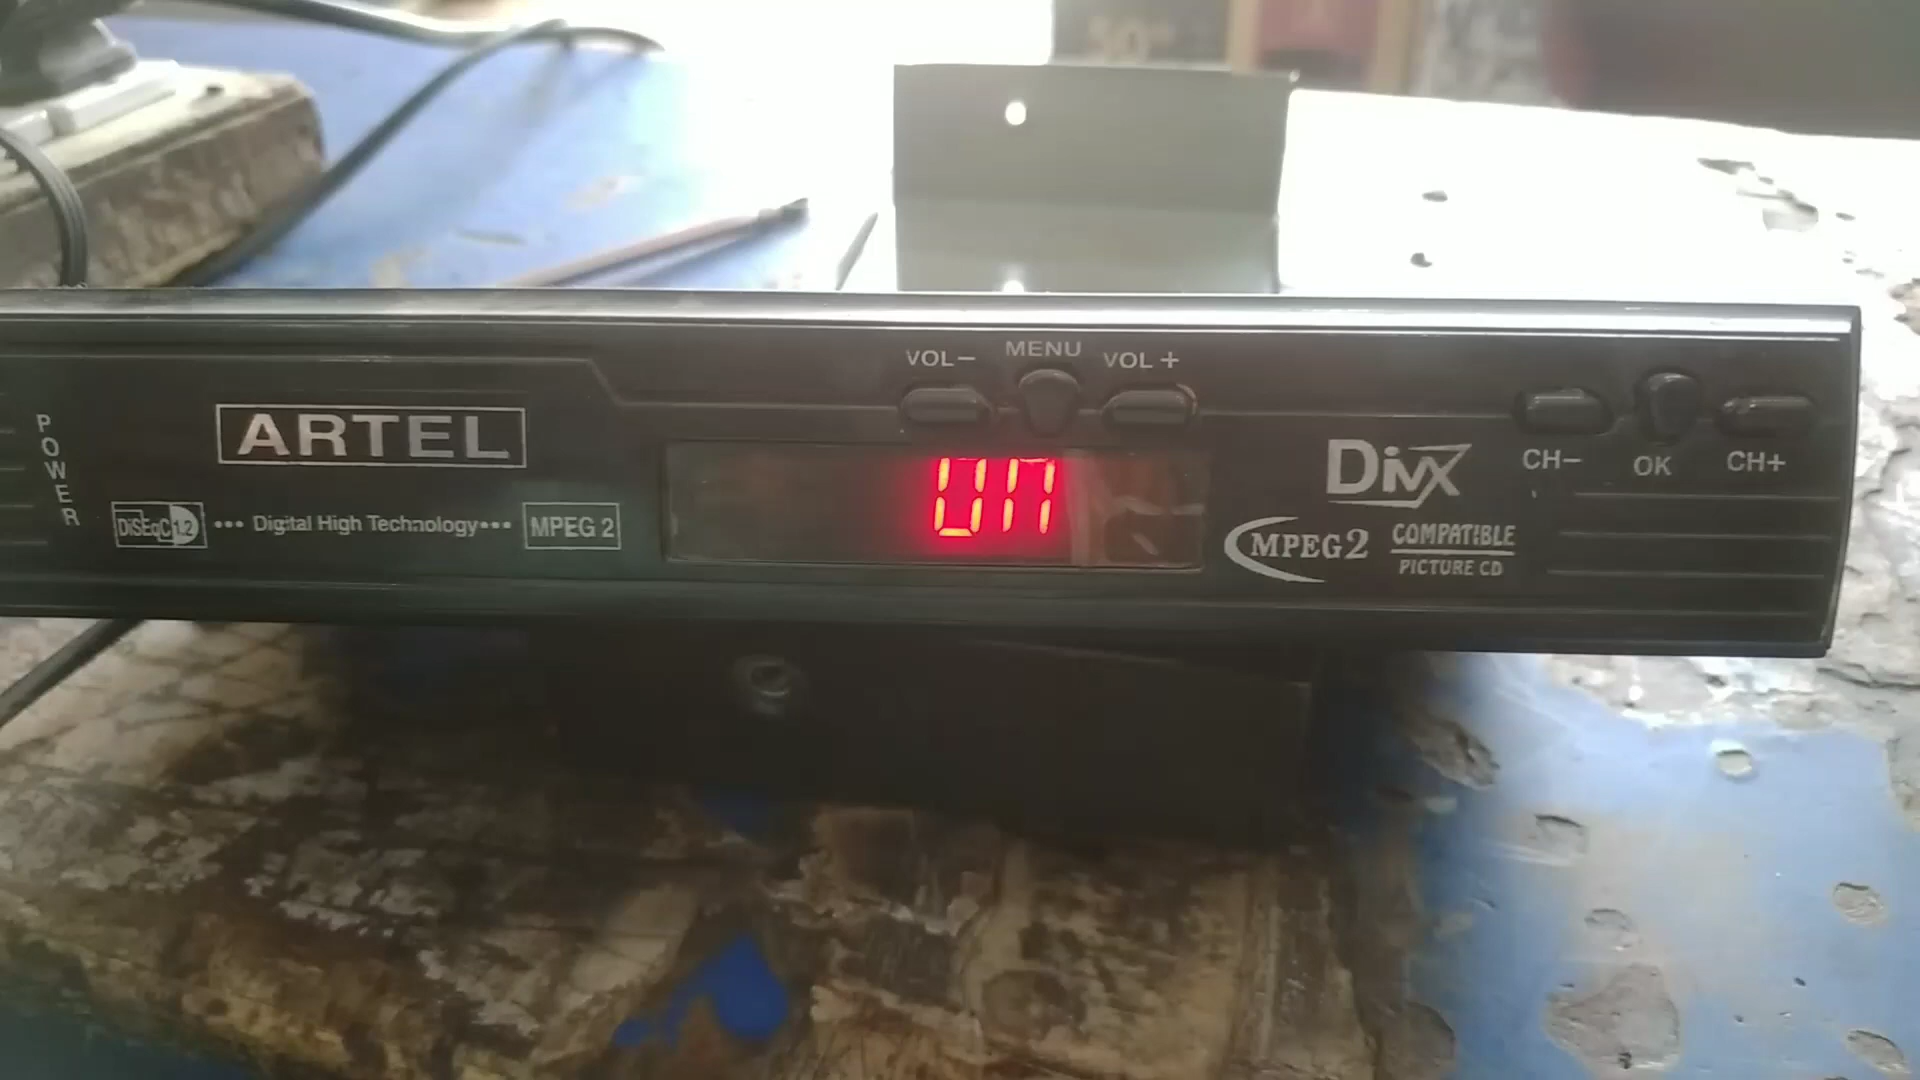 VOL− MENU VOL+
POWER
ARTEL
DiSEqC 1.2 ••• Digital High Technology ••• MPEG 2
ON
DivX
MPEG2
COMPATIBLE
PICTURE CD
CH− OK CH+